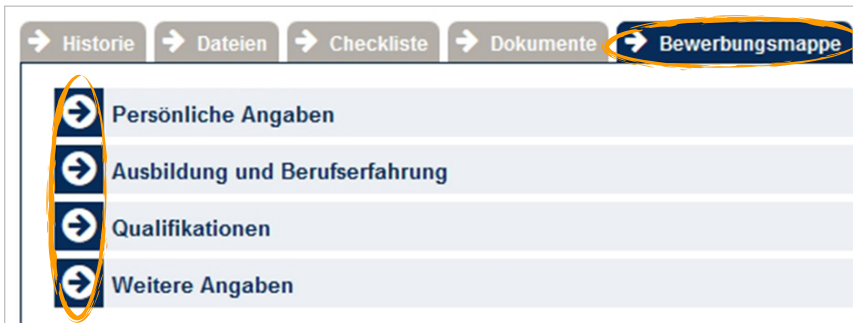 Historie Dateien Checkliste Dokumente Bewerbungsmappe
Persönliche Angaben
Ausbildung und Berufserfahrung
Qualifikationen
Weitere Angaben